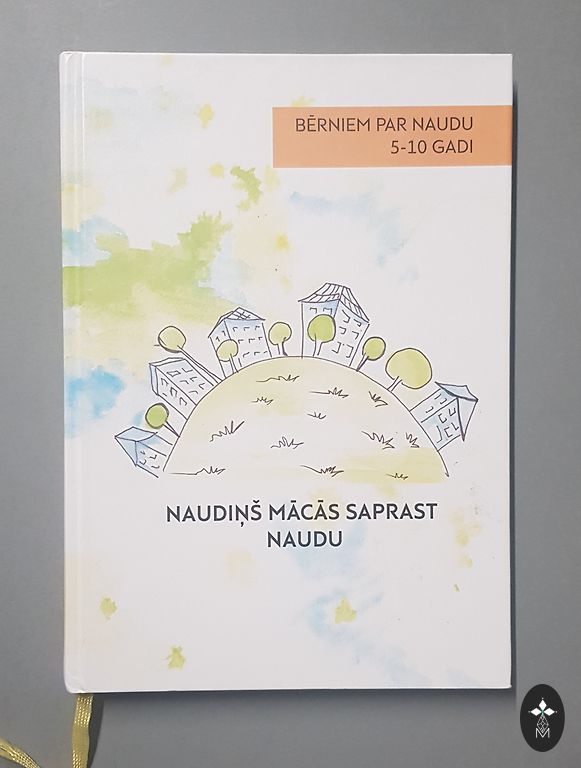 BĒRNIEM PAR NAUDU
5-10 GADI
NAUDIŅŠ MĀCĀS SAPRAST
NAUDU